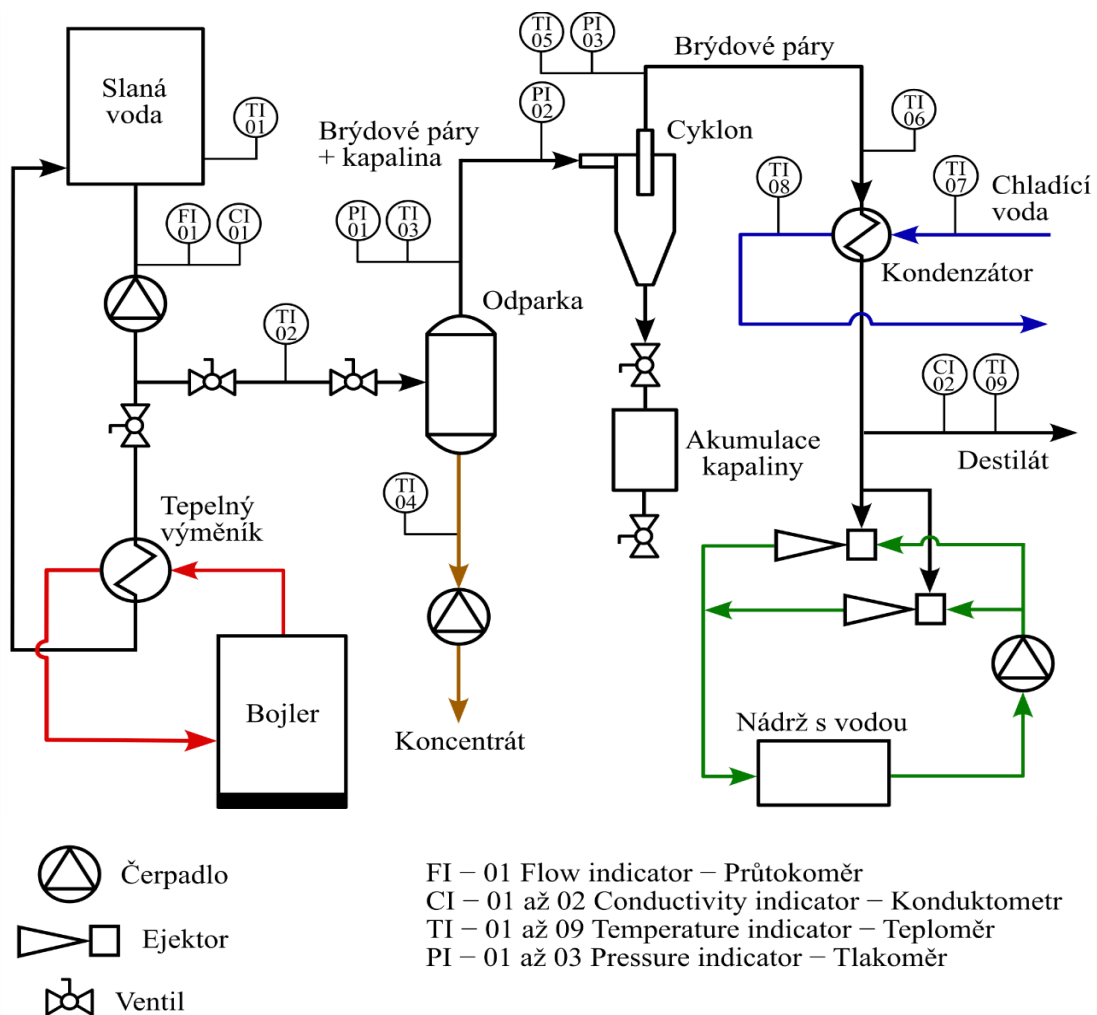 TI
05
PI
03
Brýdové páry
Slaná
voda
TI
01
PI
02
Brýdové páry
+ kapalina
Cyklon
TI
06
TI
08
TI
07
Chladící
voda
FI
01
CI
01
PI
01
TI
03
Kondenzátor
Odparka
TI
02
CI
02
TI
09
Destilát
Akumulace
kapaliny
TI
04
Tepelný
výměník
Bojler
Koncentrát
Nádrž s vodou
Čerpadlo
Ejektor
Ventil
FI − 01 Flow indicator − Průtokoměr
CI − 01 až 02 Conductivity indicator − Konduktometr
TI − 01 až 09 Temperature indicator − Teploměr
PI − 01 až 03 Pressure indicator − Tlakoměr